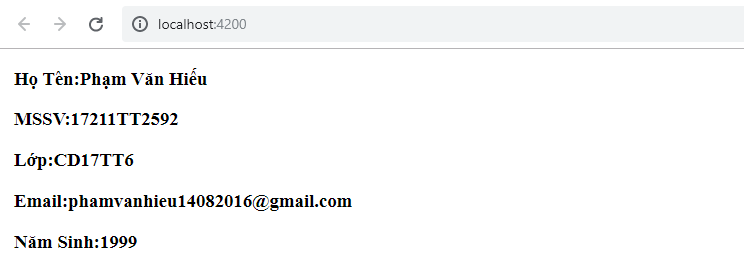 localhost:4200
Họ Tên:Phạm Văn Hiếu
MSSV:17211TT2592
Lớp:CD17TT6
Email:phamvanhieu14082016@gmail.com
Năm Sinh:1999